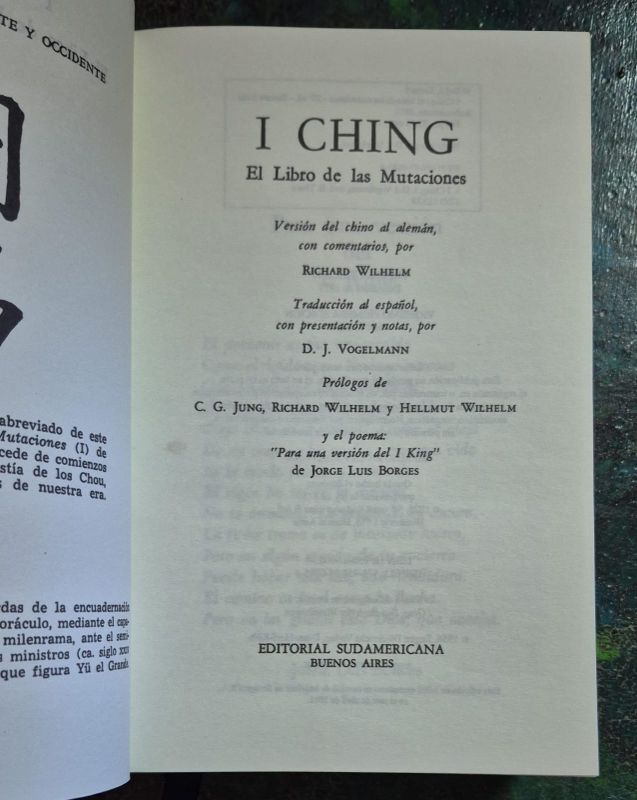 TE Y OCCIDENTE
abreviado de este
Mutaciones (I) de
cede de comienzos
stía de los Chou,
s de nuestra era.
rdas de la encuadernación
oráculo, mediante el
milenrama, ante el
s ministros (ca. siglo
que figura Yü el Grande.
I CHING
El Libro de las Mutaciones
Versión del chino al alemán,
con comentarios, por
RICHARD WILHELM
Traducción al español,
con presentación y notas, por
D. J. VOGELMANN
Prólogos de
C. G. JUNG, RICHARD WILHELM Y HELLMUT WILHELM
y el poema:
"Para una versión del I King"
de JORGE LUIS BORGES
EDITORIAL SUDAMERICANA
BUENOS AIRES